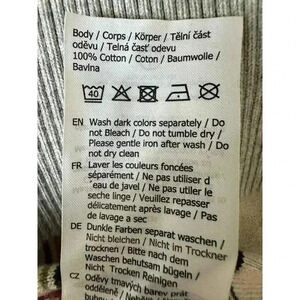 Body / Corps / Körper / Tělní část
oděvu / Telná časť odevu
100% Cotton / Coton / Baumwolle /
Bavlna
40
EN Wash dark colors separately / Do
not Bleach / Do not tumble dry /
Please gentle iron after wash / Do
not dry clean
FR Laver les couleurs foncées
séparément / Ne pas utiliser d
´eau de javel / Ne pas utiliser le
seche linge / Veuillez repasser
délicatement après lavage / Pas
de lavage a sec
DE Dunkle Farben separat waschen /
Nicht bleichen / Nicht im Trockner
trocknen / Bitte nach dem
Waschen behutsam bügeln /
Nicht Trocken Reinigen
CZ Oděvy tmavých barev prát